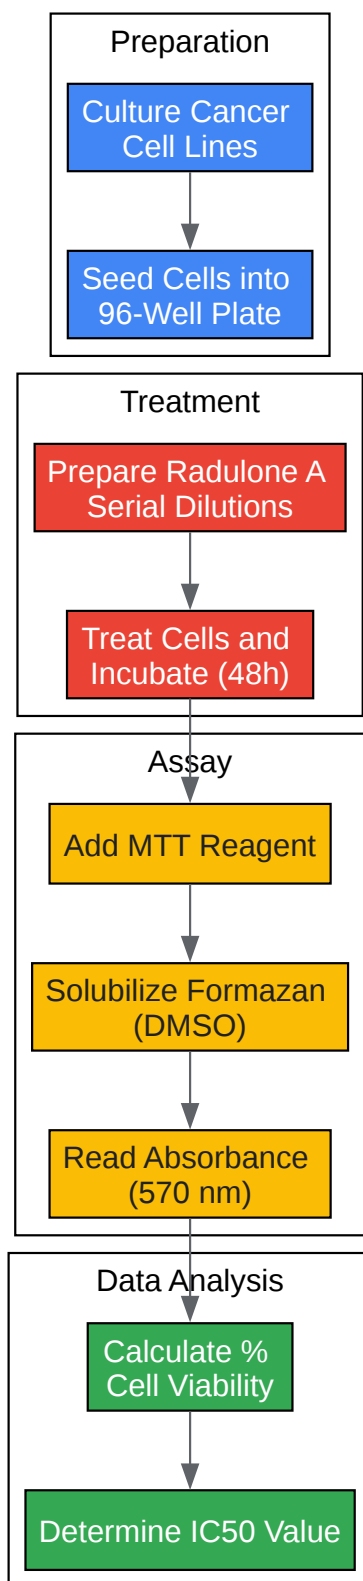 Preparation
Culture Cancer
Cell Lines
Seed Cells into
96-Well Plate
Treatment
Prepare Radulone A
Serial Dilutions
Treat Cells and
Incubate (48h)
Assay
Add MTT Reagent
Solubilize Formazan
(DMSO)
Read Absorbance
(570 nm)
Data Analysis
Calculate %
Cell Viability
Determine IC50 Value